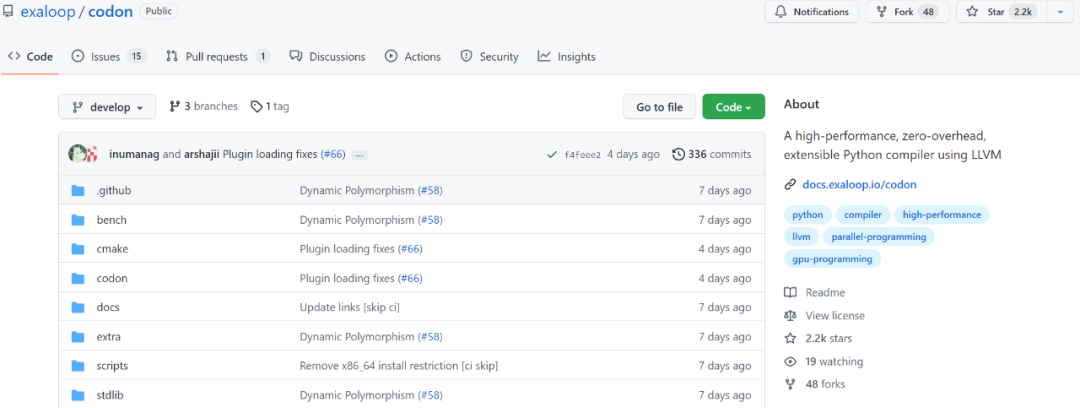 exaloop / codon Public
Notifications Fork 48 Star 2.2k
Code Issues 15 Pull requests 1 Discussions Actions Security Insights
develop 3 branches 1 tag Go to file Code
inumanag and arshajii Plugin loading fixes (#66) ... f4feee2 4 days ago 336 commits
.github Dynamic Polymorphism (#58) 7 days ago
bench Dynamic Polymorphism (#58) 7 days ago
cmake Plugin loading fixes (#66) 4 days ago
codon Plugin loading fixes (#66) 4 days ago
docs Update links [skip ci] 7 days ago
extra Dynamic Polymorphism (#58) 7 days ago
scripts Remove x86_64 install restriction [ci skip] 7 days ago
stdlib Dynamic Polymorphism (#58) 7 days ago
About
A high-performance, zero-overhead,
extensible Python compiler using LLVM
docs.exaloop.io/codon
python compiler high-performance
llvm parallel-programming
gpu-programming
Readme
View license
2.2k stars
19 watching
48 forks